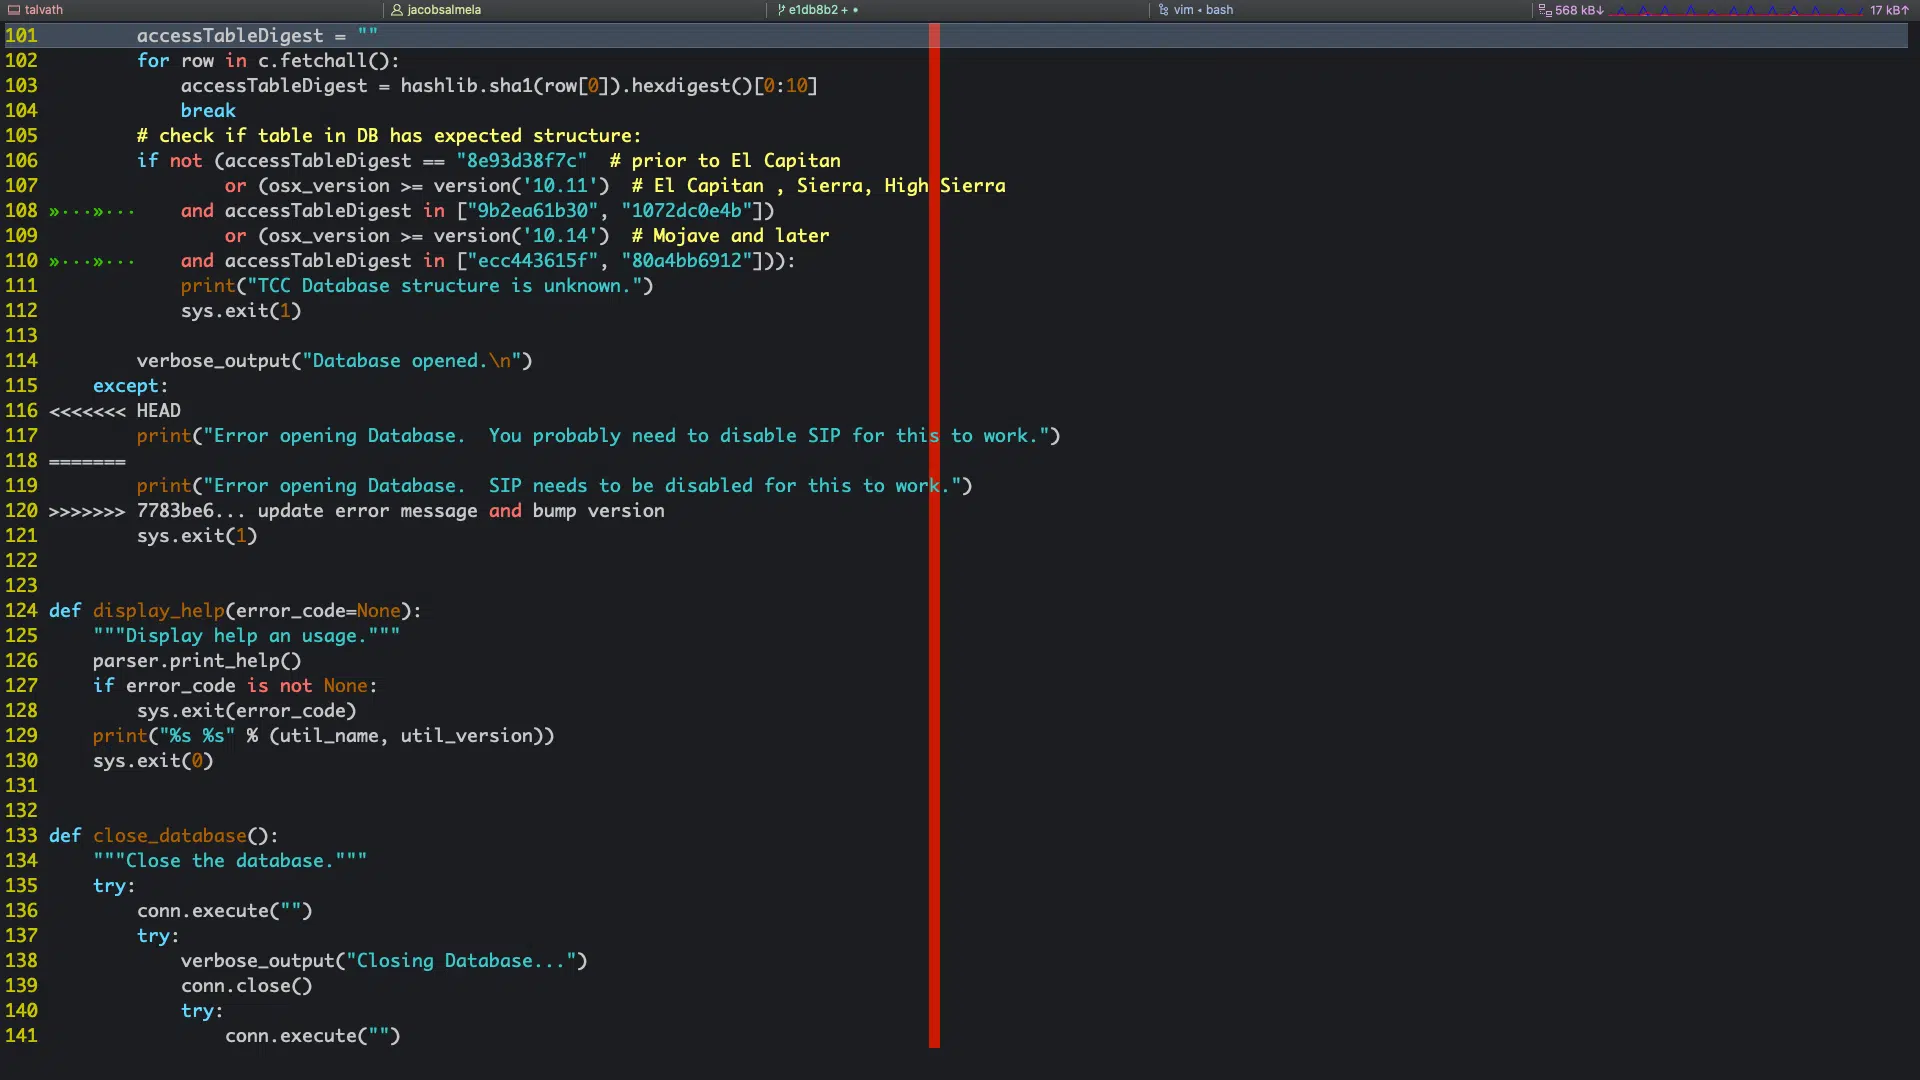 talvath jacobsalmela e1db8b2 + • vim • bash 568 kB↓ 17 kB↑
101         accessTableDigest = ""
102         for row in c.fetchall():
103             accessTableDigest = hashlib.sha1(row[0]).hexdigest()[0:10]
104             break
105         # check if table in DB has expected structure:
106         if not (accessTableDigest == "8e93d38f7c"  # prior to El Capitan
107                 or (osx_version >= version('10.11')  # El Capitan , Sierra, High Sierra
108 »···»···    and accessTableDigest in ["9b2ea61b30", "1072dc0e4b"])
109                 or (osx_version >= version('10.14')  # Mojave and later
110 »···»···    and accessTableDigest in ["ecc443615f", "80a4bb6912"])):
111             print("TCC Database structure is unknown.")
112             sys.exit(1)
113
114         verbose_output("Database opened.\n")
115     except:
116 <<<<<<< HEAD
117         print("Error opening Database.  You probably need to disable SIP for this to work.")
118 =======
119         print("Error opening Database.  SIP needs to be disabled for this to work.")
120 >>>>>>> 7783be6... update error message and bump version
121         sys.exit(1)
122
123
124 def display_help(error_code=None):
125     """Display help an usage."""
126     parser.print_help()
127     if error_code is not None:
128         sys.exit(error_code)
129     print("%s %s" % (util_name, util_version))
130     sys.exit(0)
131
132
133 def close_database():
134     """Close the database."""
135     try:
136         conn.execute("")
137         try:
138             verbose_output("Closing Database...")
139             conn.close()
140             try:
141                 conn.execute("")